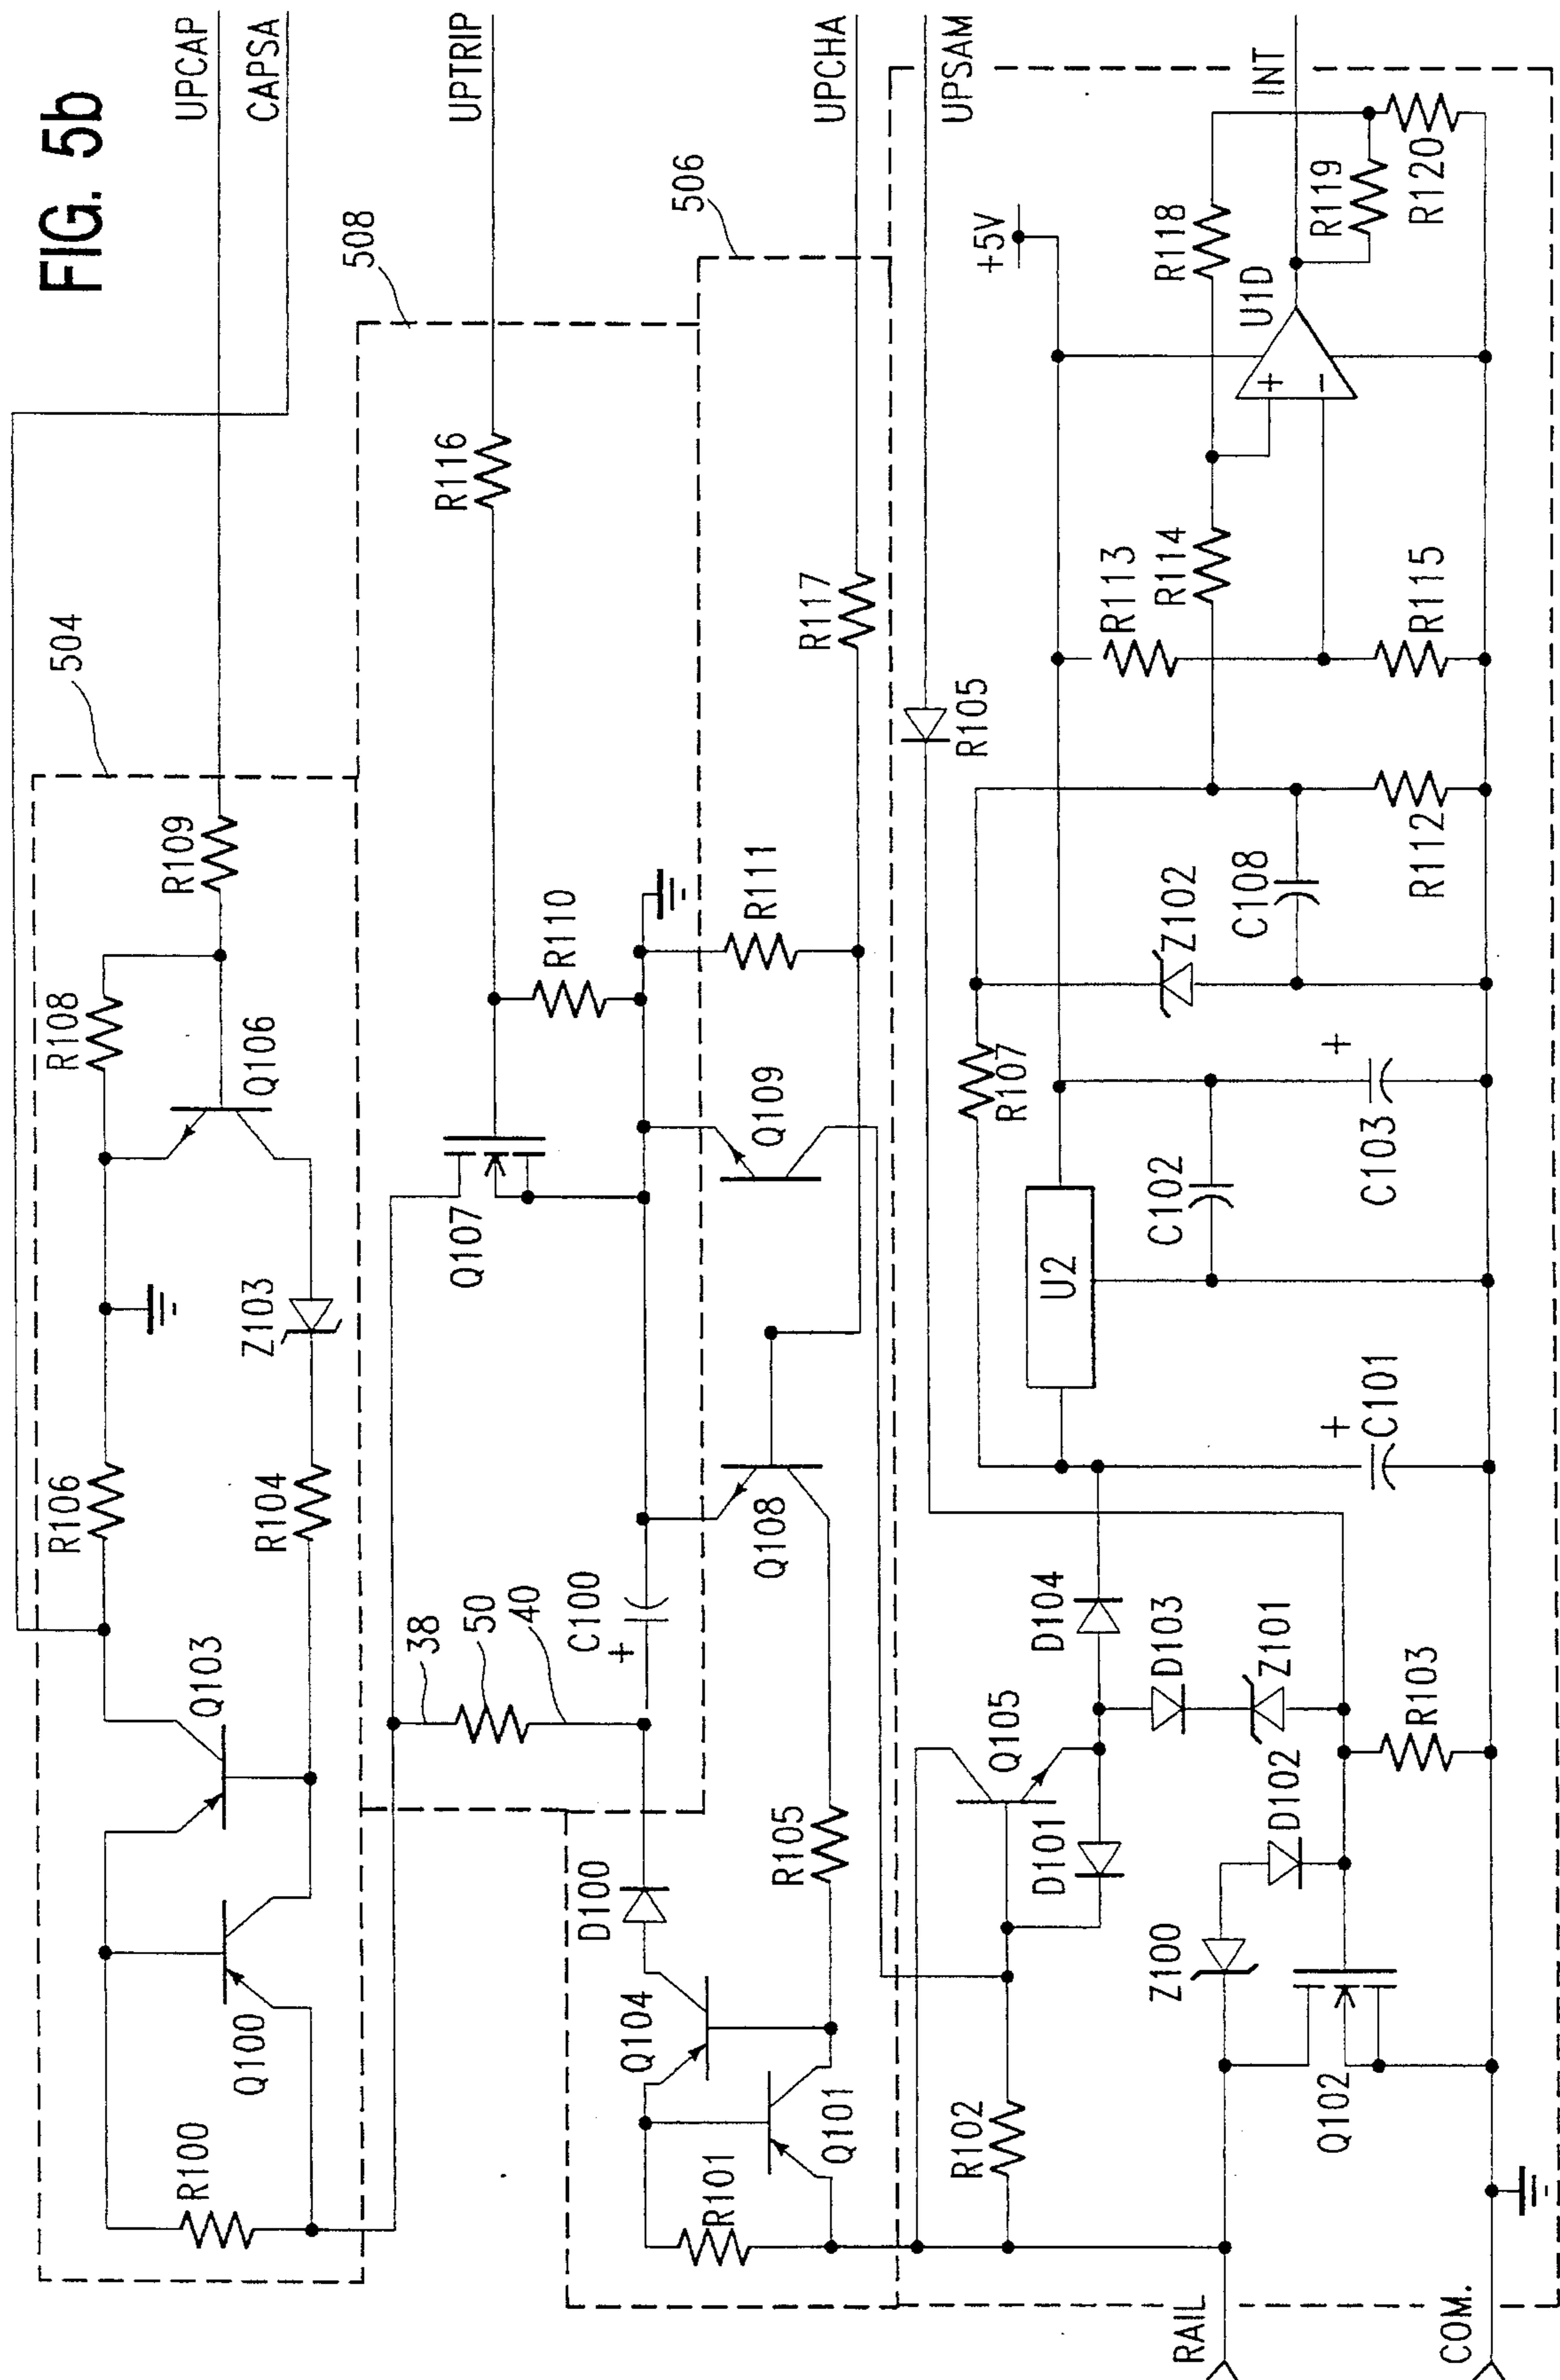 FIG. 5b
UPCAP
CAPSA
504
R109
R108
Q106
Z103
R106
R104
Q103
Q100
R100
508
UPTRIP
R116
R110
Q107
38
50
40
C100
+
506
UPCHA
R117
R111
Q109
Q108
R105
D100
Q104
Q101
R101
UPSAM
R105
INT
+5V
R118
R119
R120
U1D
+
−
R113
R114
R115
R112
C108
Z102
R107
+
C103
C102
U2
+
C101
D104
D103
Z101
R103
Q105
D101
D102
Z100
Q102
R102
RAIL
COM.